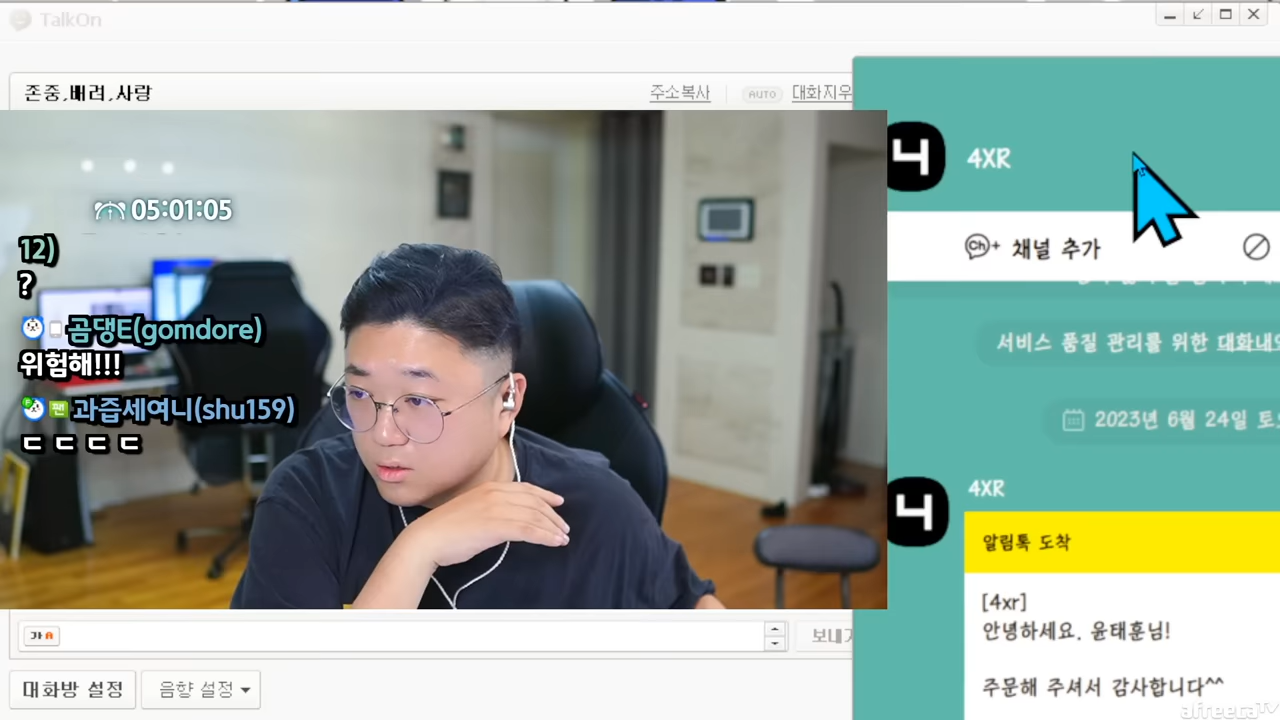 TalkOn
존중,배려,사랑
주소복사
AUTO
대화지우
05:01:05
12)
?
곰댕E(gomdore)
위험해!!!
팬 과즙세여니(shu159)
ㄷ ㄷ ㄷ ㄷ
4
4XR
Ch+ 채널 추가
서비스 품질 관리를 위한 대화내
2023년 6월 24일 토
4
4XR
알림톡 도착
[4xr]
안녕하세요. 윤태훈님!
주문해 주셔서 감사합니다^^
가A
보내
대화방 설정
음향 설정
afreecaTV